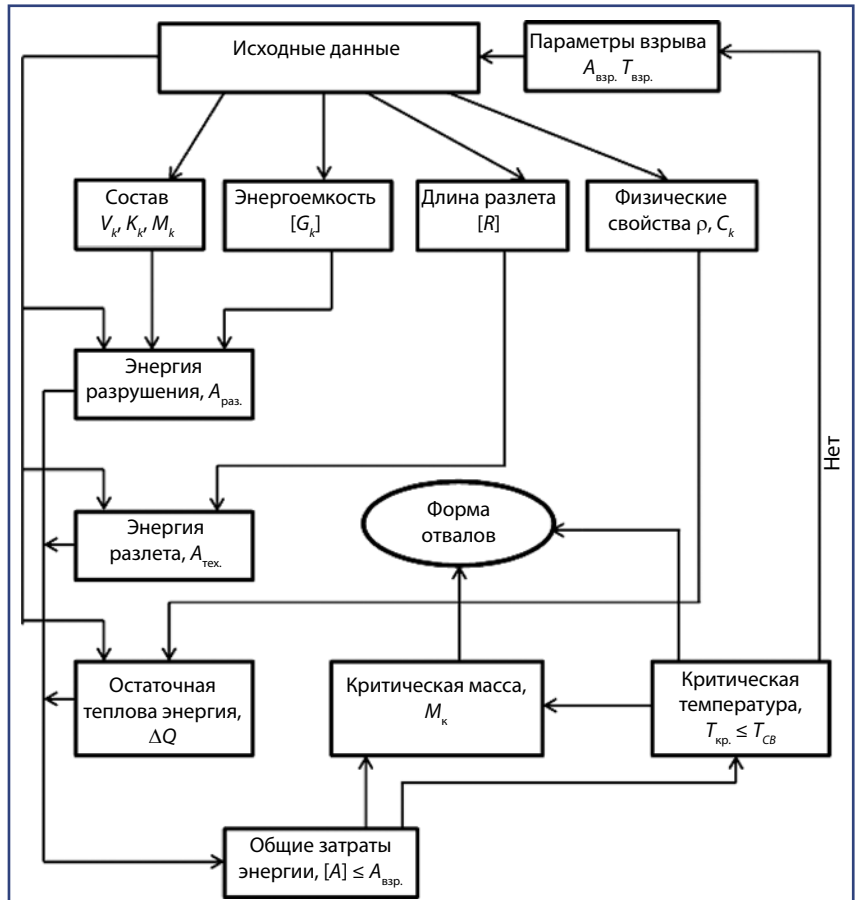 Исходные данные
Параметры взрыва
Aвзр. Tвзр.
Состав
Vk, Kk, Mk
Энергоемкость
[Gk]
Длина разлета
[R]
Физические
свойства ρ, Ck
Энергия
разрушения, Aраз.
Энергия
разлета, Aтех.
Форма
отвалов
Нет
Остаточная
теплова энергия,
ΔQ
Критическая масса,
Mк
Критическая
температура,
Tкр. ≤ TCB
Общие затраты
энергии, [A] ≤ Aвзр.